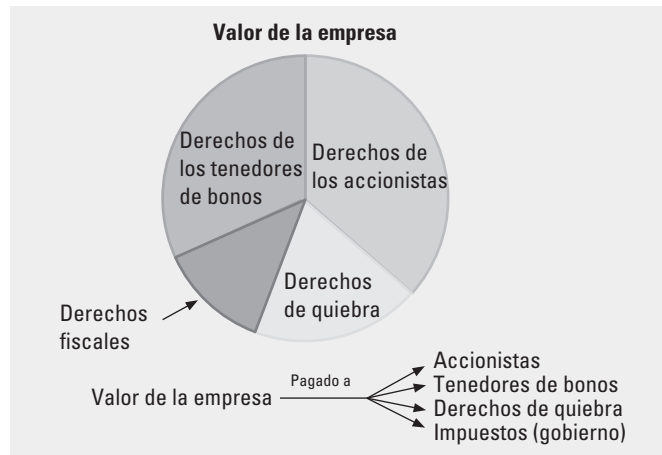 Valor de la empresa
Derechos de
los tenedores
de bonos
Derechos de
los accionistas
Derechos
de quiebra
Derechos
fiscales
Valor de la empresa
Pagado a
Accionistas
Tenedores de bonos
Derechos de quiebra
Impuestos (gobierno)